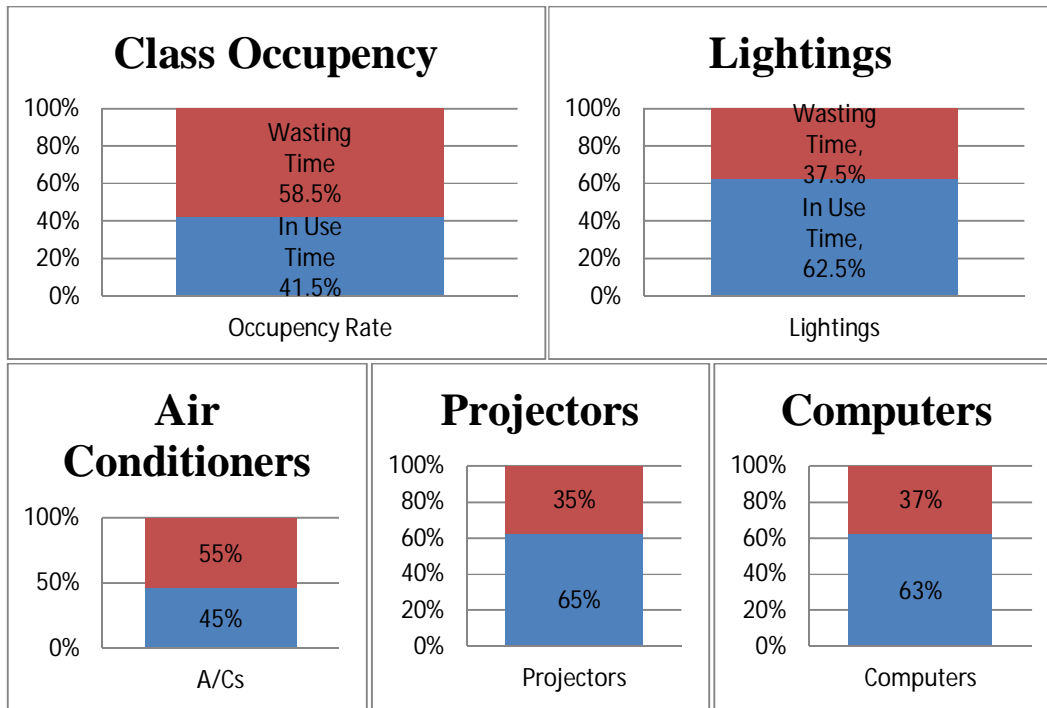 Class Occupency
100%
80%
60%
40%
20%
0%
Wasting
Time
58.5%
In Use
Time
41.5%
Occupency Rate
Lightings
100%
80%
60%
40%
20%
0%
Wasting
Time,
37.5%
In Use
Time,
62.5%
Lightings
Air
Conditioners
100%
50%
0%
55%
45%
A/Cs
Projectors
100%
80%
60%
40%
20%
0%
35%
65%
Projectors
Computers
100%
80%
60%
40%
20%
0%
37%
63%
Computers